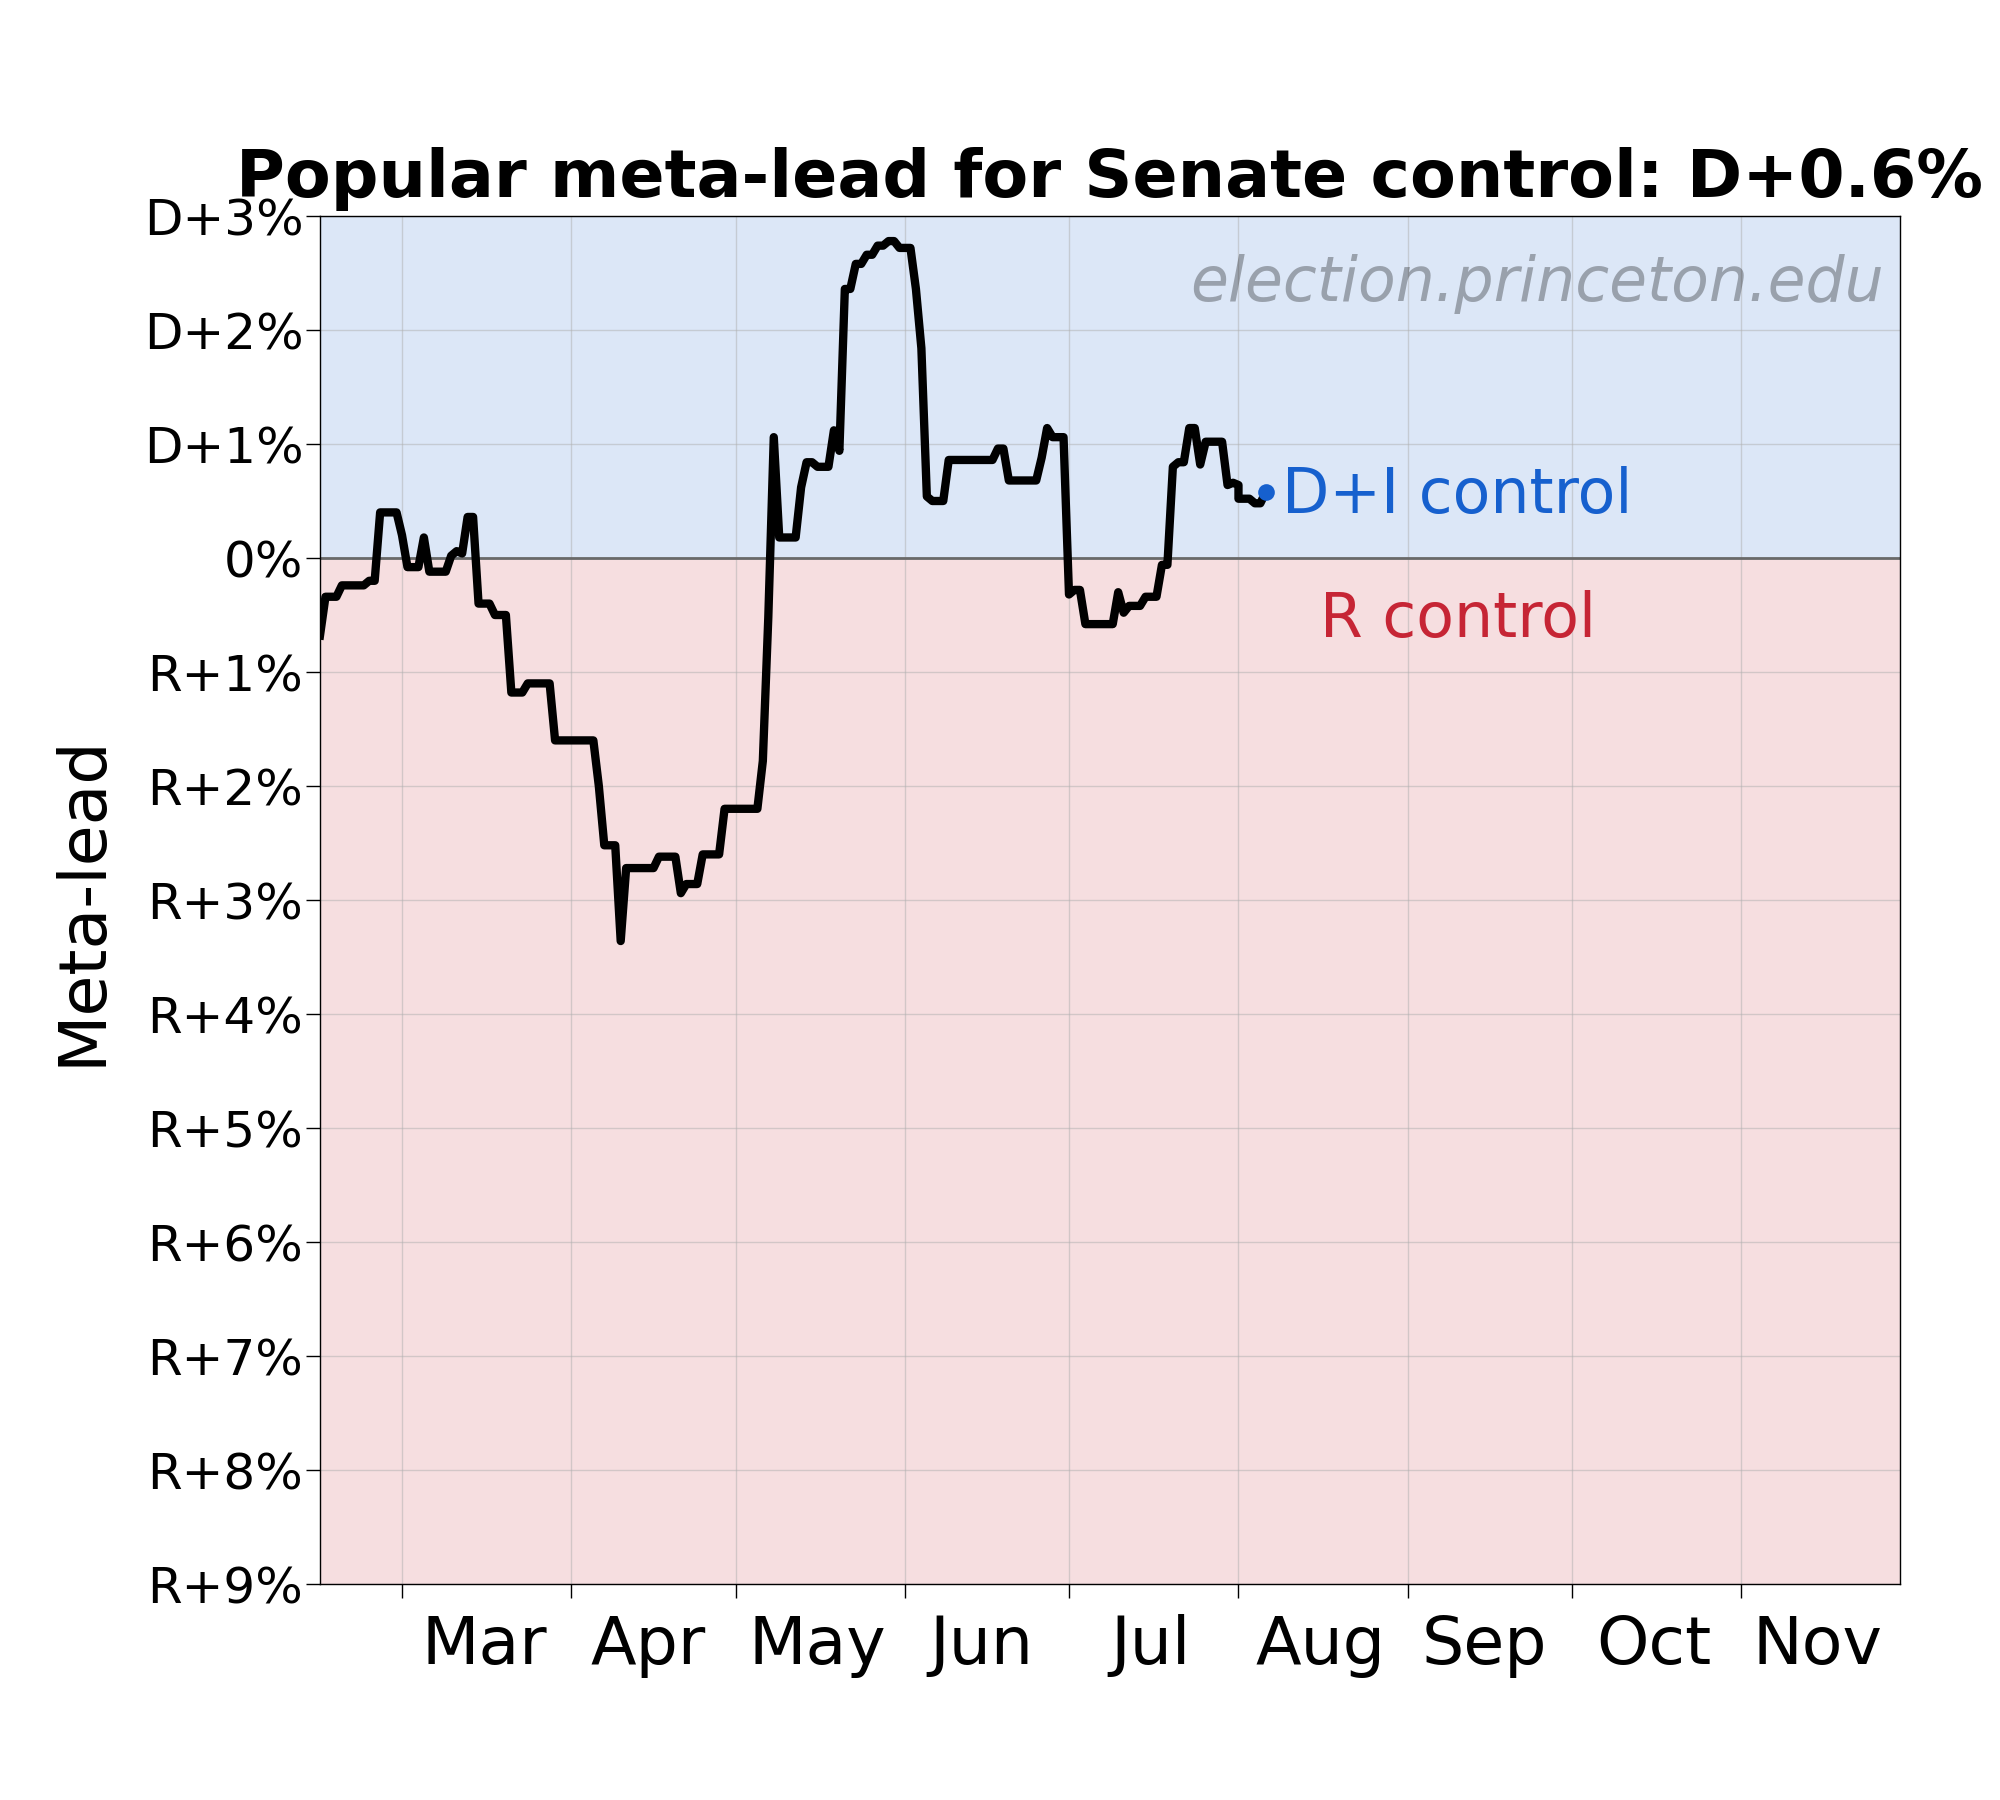 Popular meta-lead for Senate control: D+0.6%
D+3%
election.princeton.edu
D+2%
D+1%
D+I control
0%
R control
R+1%
R+2%
Meta-lead
R+3%
R+4%
R+5%
R+6%
R+7%
R+8%
R+9%
Mar Apr May Jun Jul Aug Sep Oct Nov